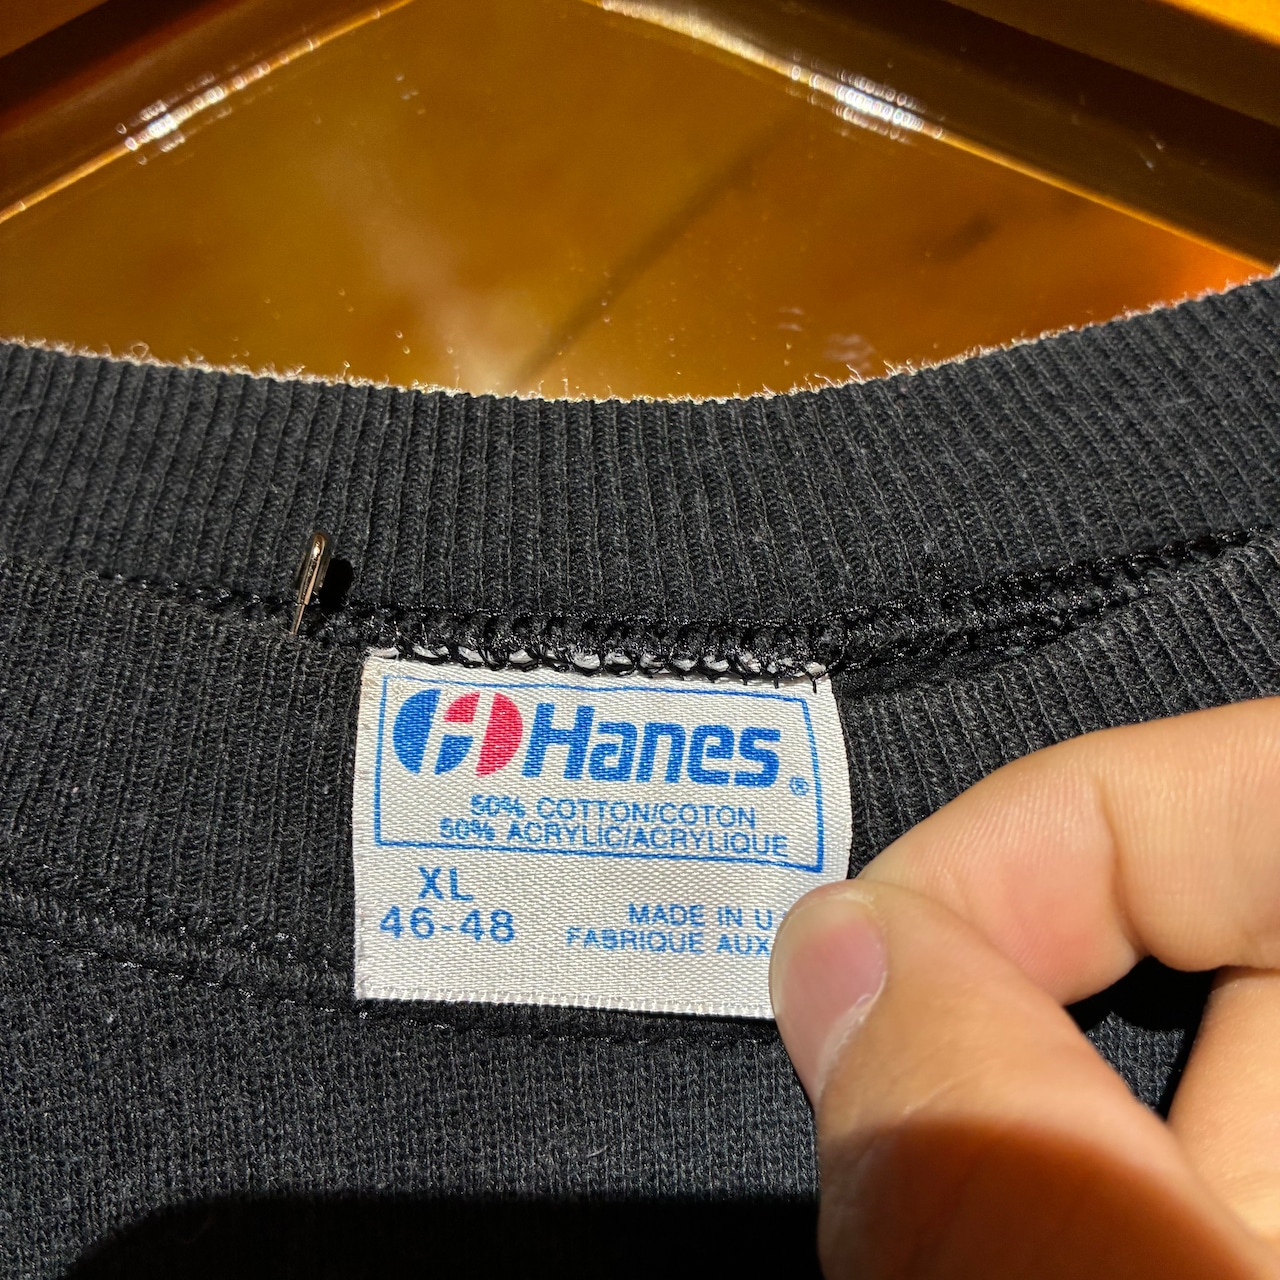 Hanes®
50% COTTON/COTON
50% ACRYLIC/ACRYLIQUE
XL
46-48
MADE IN U
FABRIQUE AUX